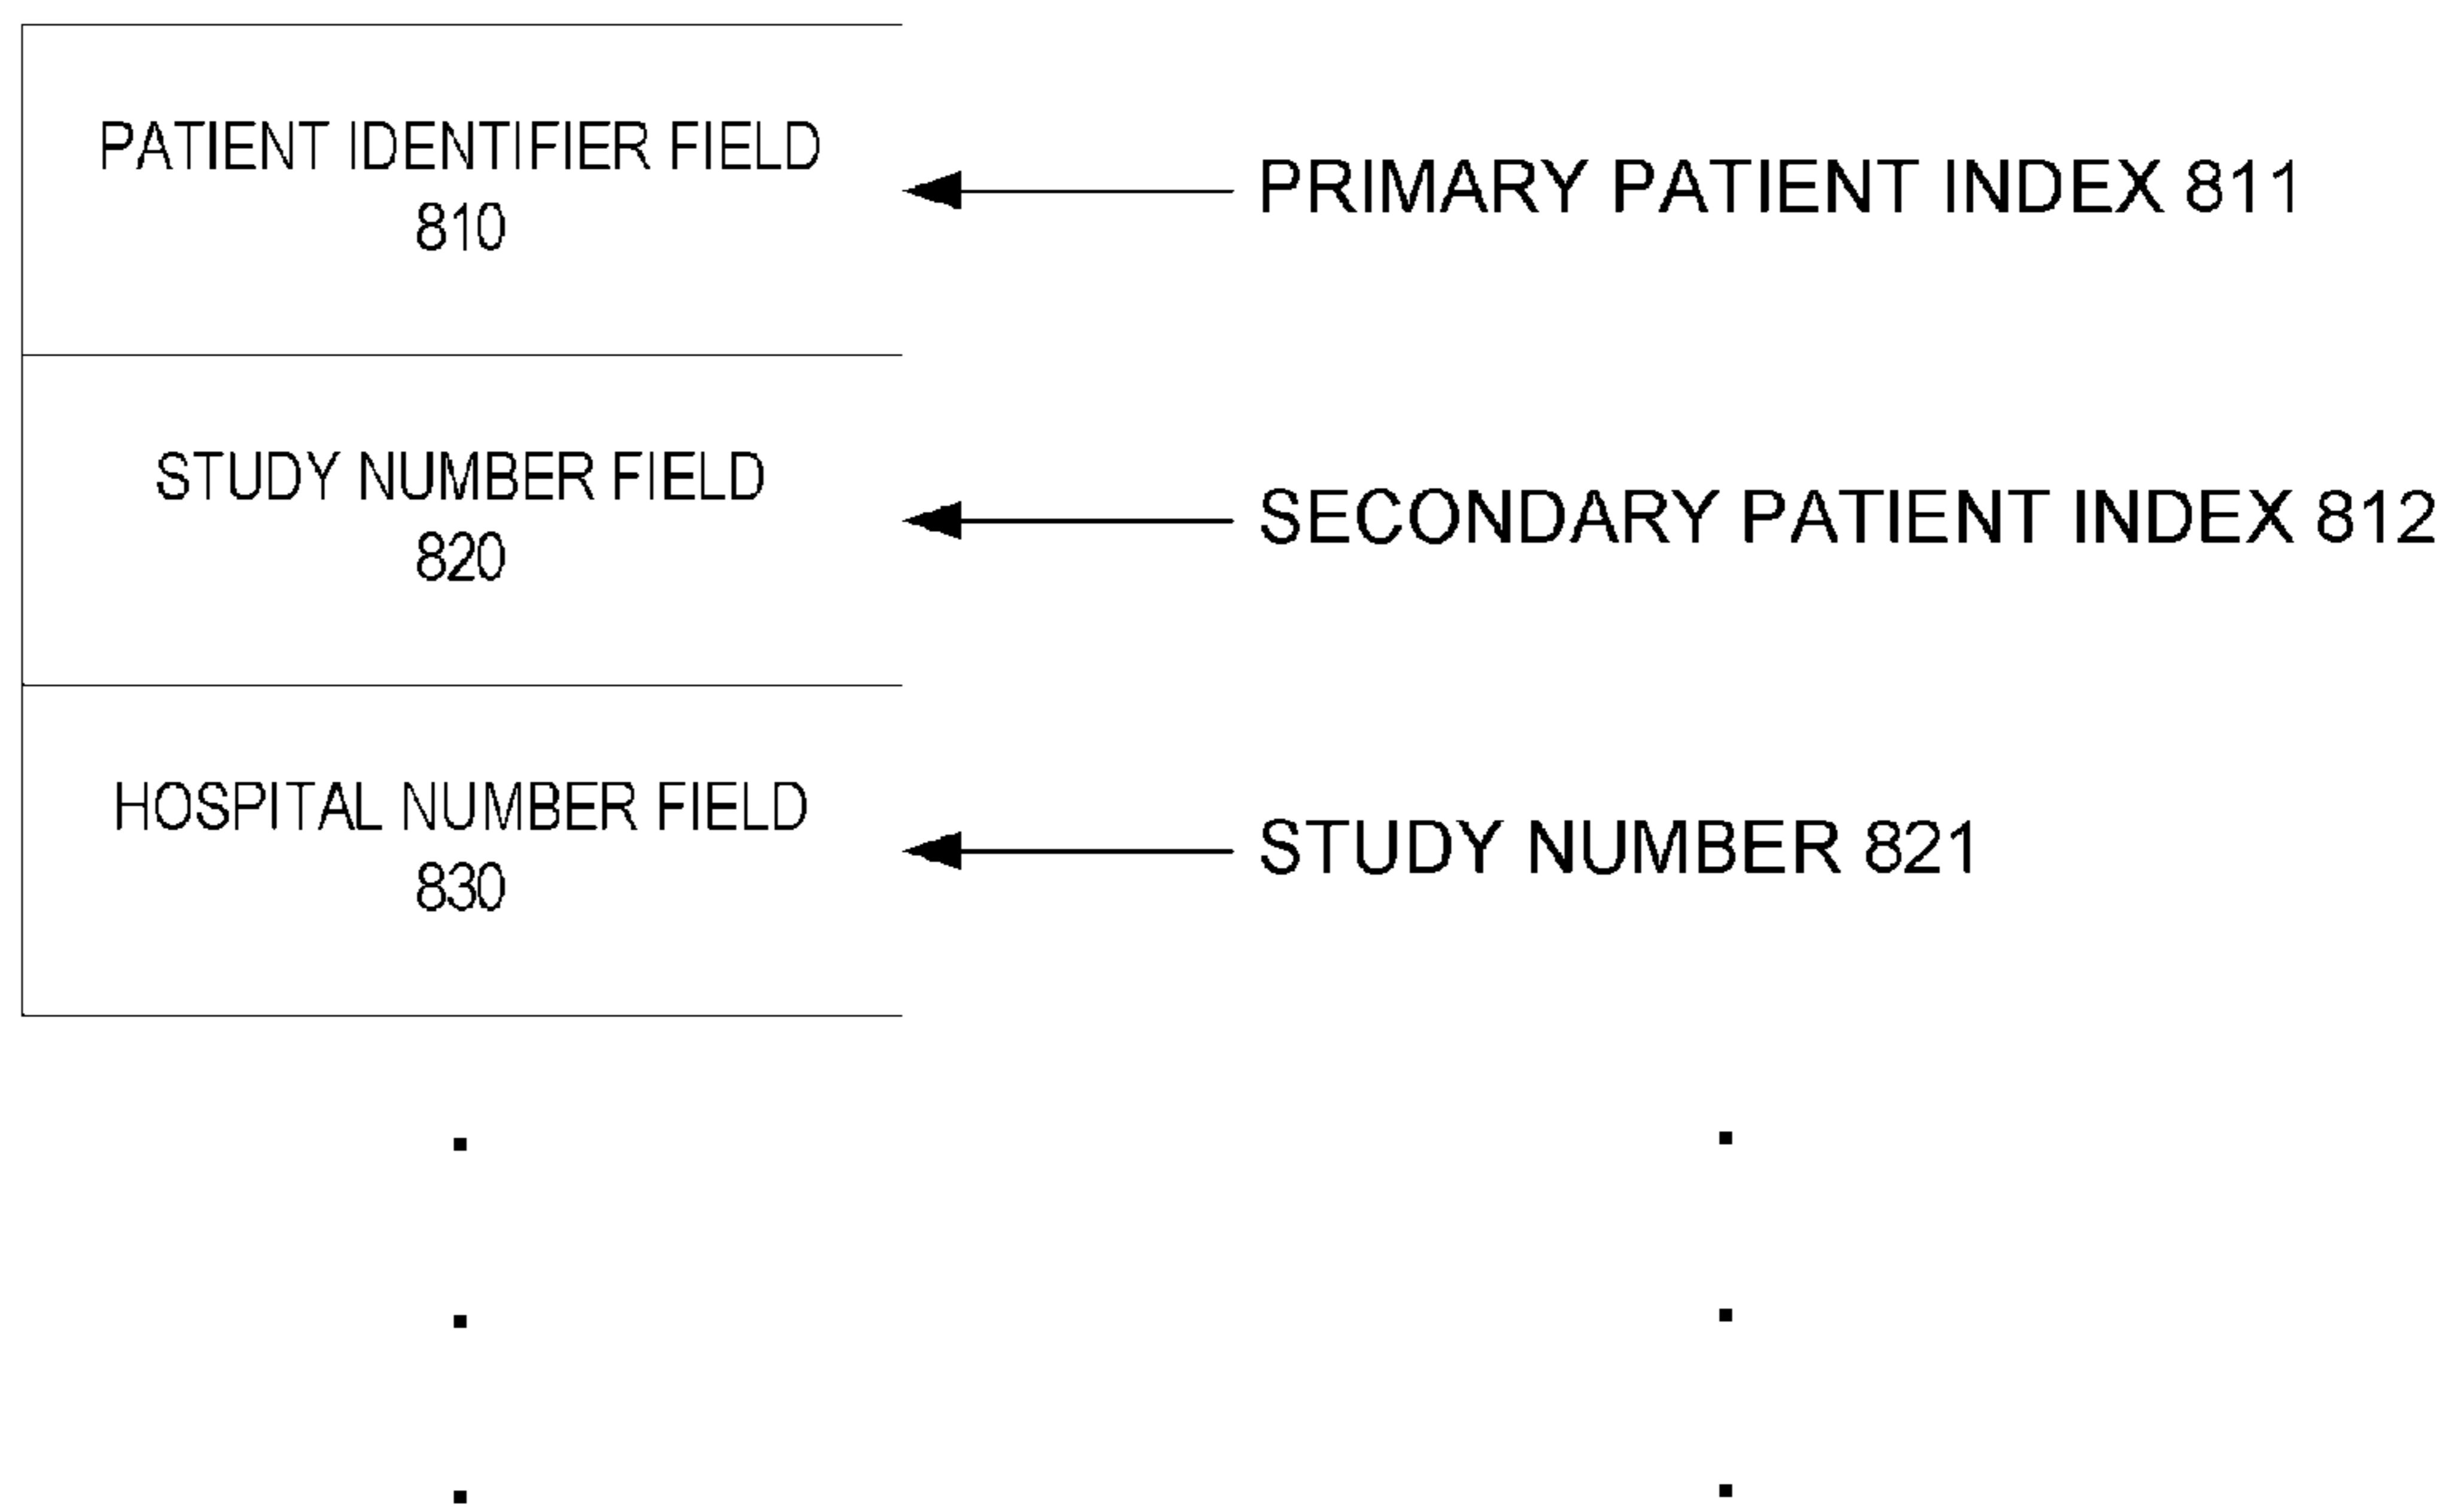 PATIENT IDENTIFIER FIELD
810
PRIMARY PATIENT INDEX 811
STUDY NUMBER FIELD
820
SECONDARY PATIENT INDEX 812
HOSPITAL NUMBER FIELD
830
STUDY NUMBER 821